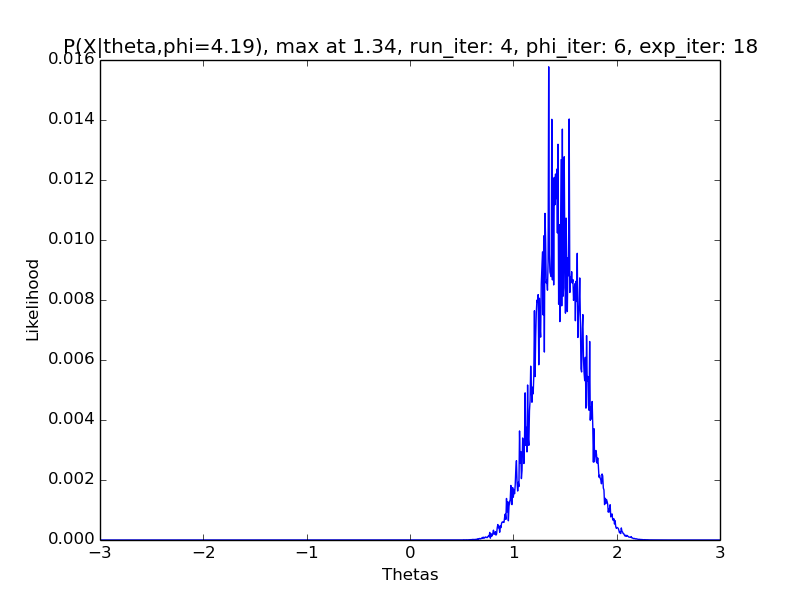 P(X|theta,phi=4.19), max at 1.34, run_iter: 4, phi_iter: 6, exp_iter: 18
0.016
0.014
0.012
0.010
0.008
0.006
0.004
0.002
0.000
Likelihood
−3 −2 −1 0 1 2 3
Thetas